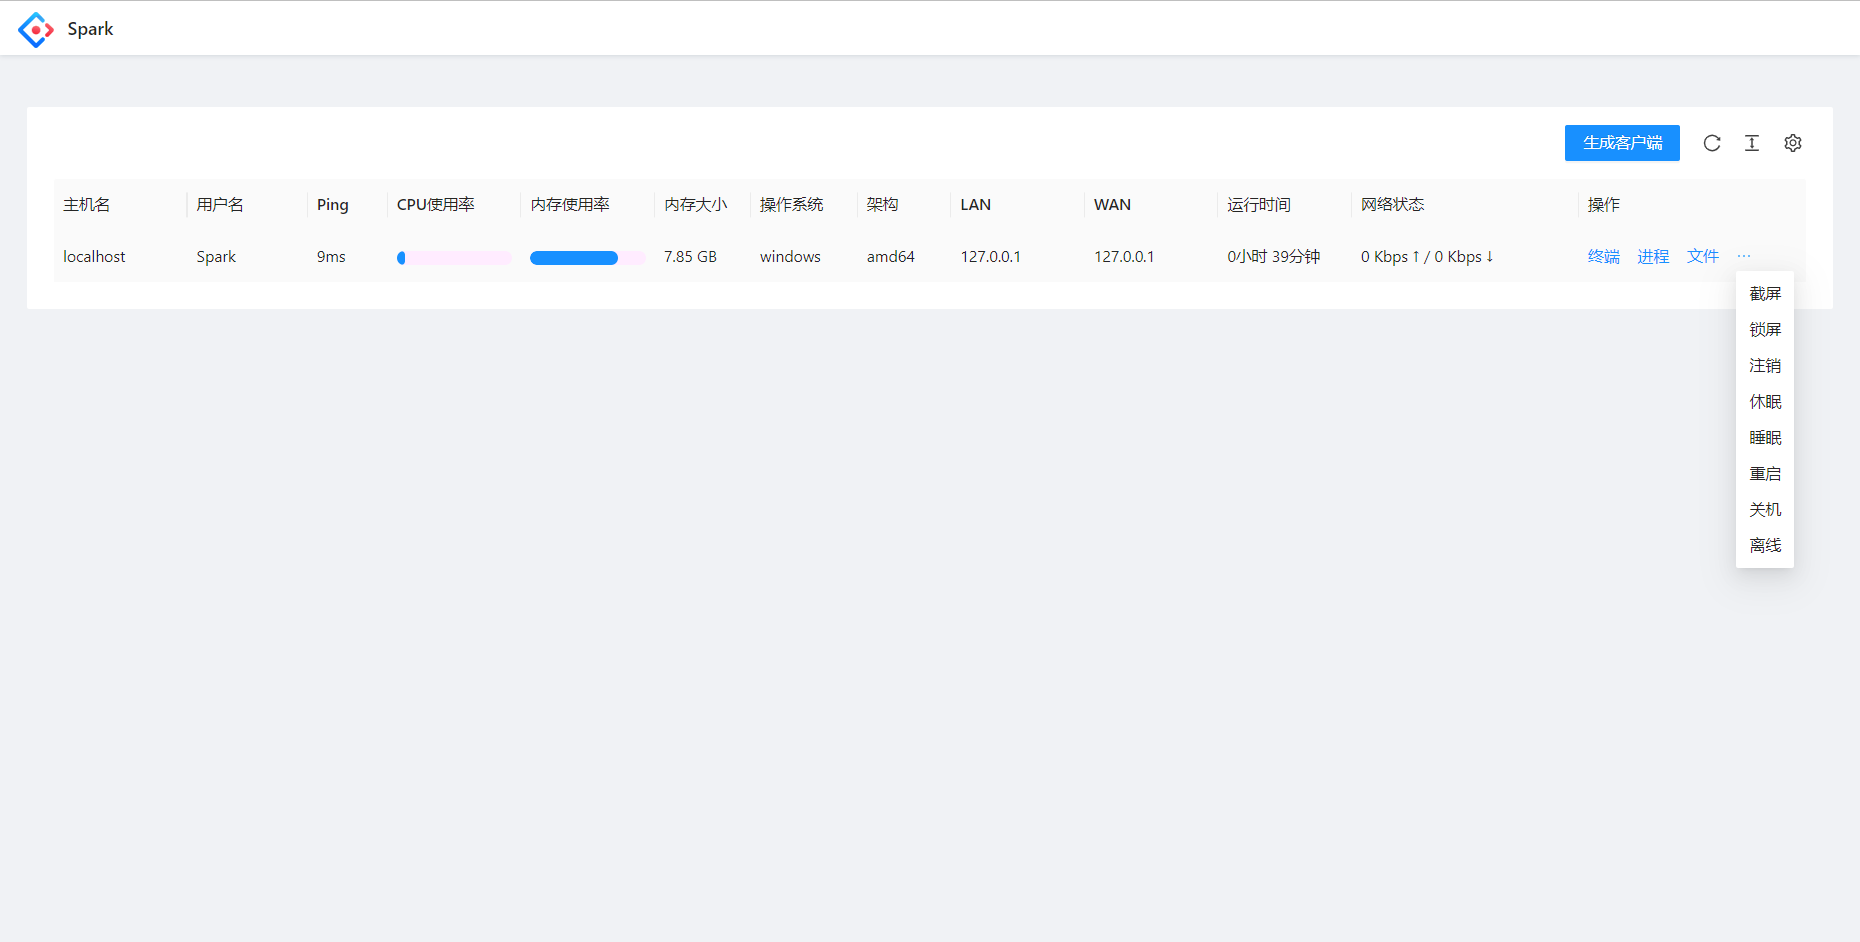 Spark
生成客户端
主机名 用户名 Ping CPU使用率 内存使用率 内存大小 操作系统 架构 LAN WAN 运行时间 网络状态 操作
localhost Spark 9ms 7.85 GB windows amd64 127.0.0.1 127.0.0.1 0小时 39分钟 0 Kbps↑/ 0 Kbps↓ 终端 进程 文件 ···
截屏
锁屏
注销
休眠
睡眠
重启
关机
离线